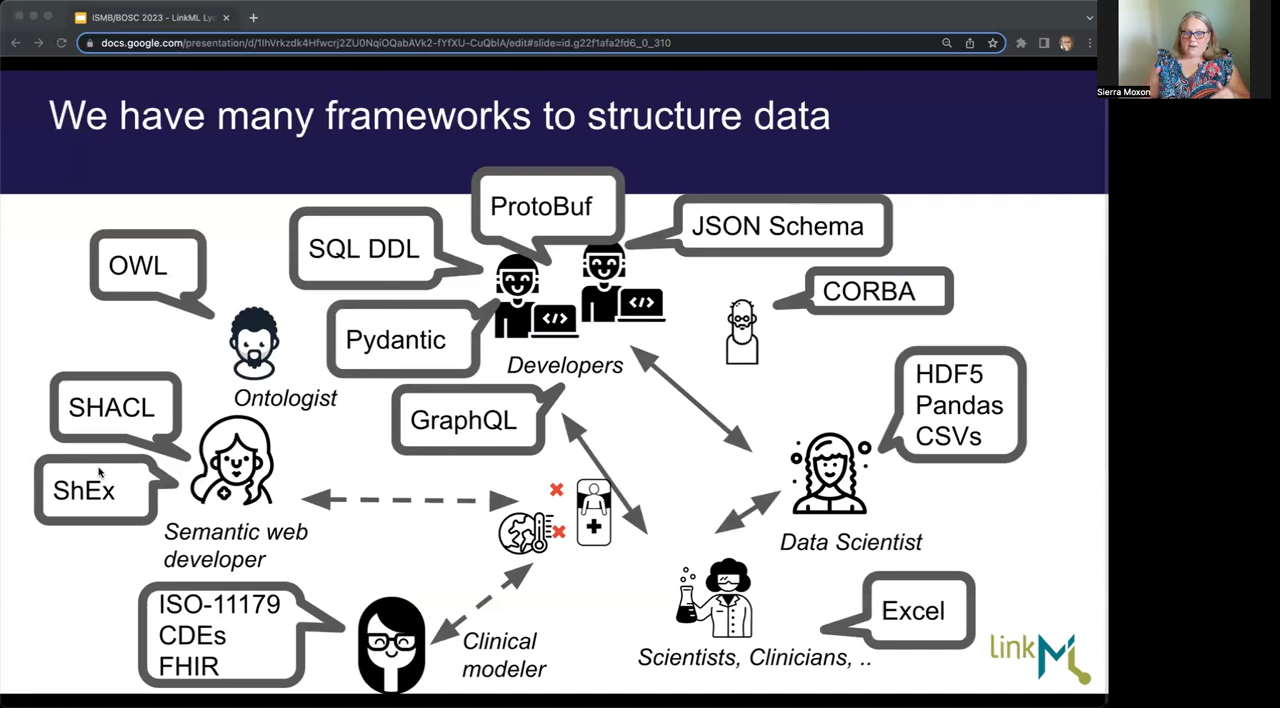 ISMB/BOSC 2023 - LinkML Ly
docs.google.com/presentation/d/1IhVrkzdk4Hfwcrj2ZU0NqiOQabAVk2-fYfXU-CuQblA/edit#slide=id.g22f1afa2fd6_0_310
Sierra Moxon
We have many frameworks to structure data
ProtoBuf
JSON Schema
SQL DDL
OWL
CORBA
Pydantic
Developers
HDF5
Pandas
CSVs
Ontologist
SHACL
GraphQL
ShEx
Semantic web
developer
Data Scientist
ISO-11179
CDEs
FHIR
Excel
Clinical
modeler
Scientists, Clinicians, ..
linkML